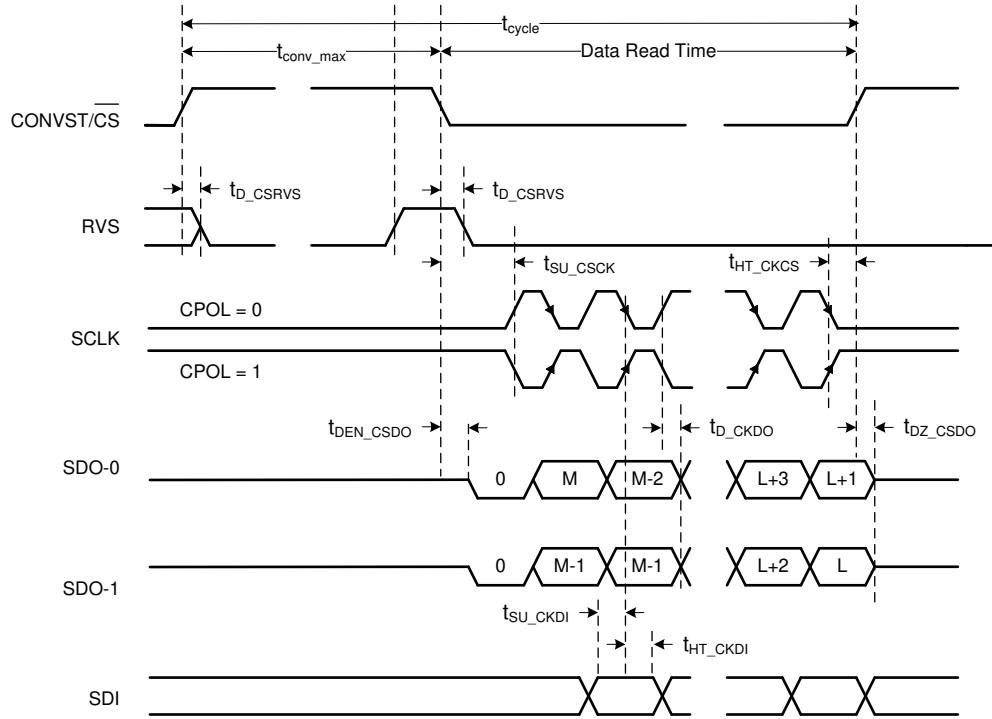 t_cycle
t_conv_max
Data Read Time
CONVST/C̅S̅
t_D_CSRVS
t_D_CSRVS
RVS
t_SU_CSCK
t_HT_CKCS
CPOL = 0
SCLK
CPOL = 1
t_DEN_CSDO
t_D_CKDO
t_DZ_CSDO
SDO-0
0 M M-2 L+3 L+1
SDO-1
0 M-1 M-1 L+2 L
t_SU_CKDI
t_HT_CKDI
SDI